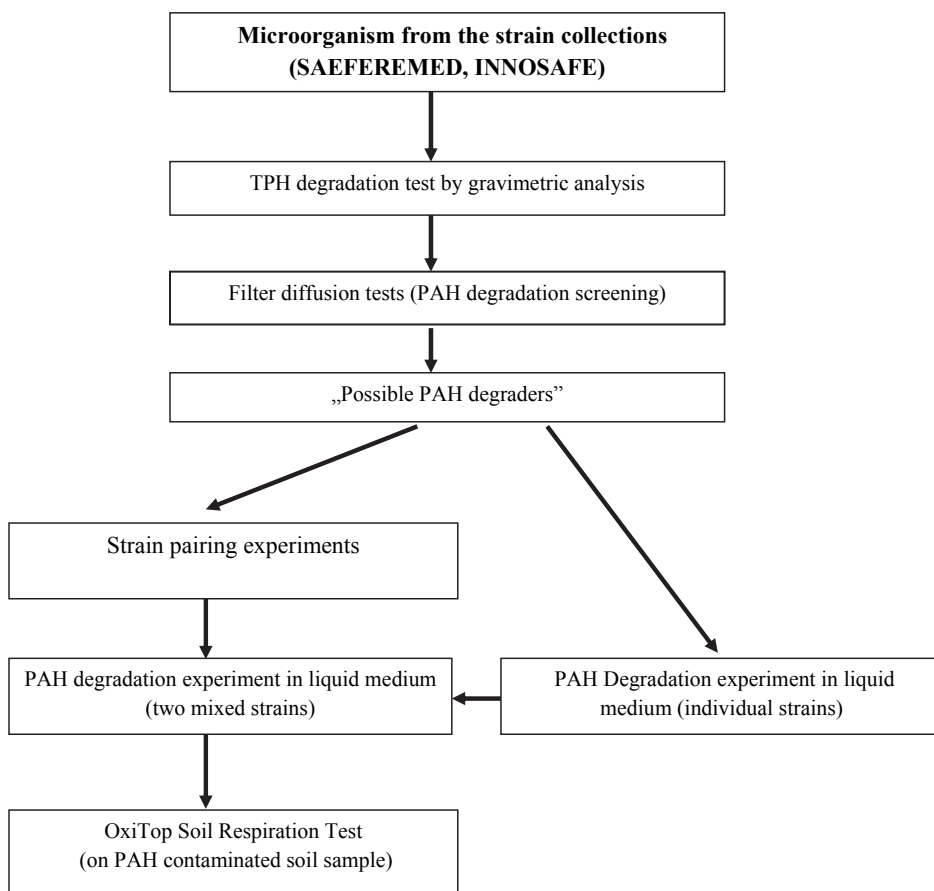 Microorganism from the strain collections
(SAEFEREMED, INNOSAFE)
TPH degradation test by gravimetric analysis
Filter diffusion tests (PAH degradation screening)
„Possible PAH degraders”
Strain pairing experiments
PAH degradation experiment in liquid medium
(two mixed strains)
PAH Degradation experiment in liquid
medium (individual strains)
OxiTop Soil Respiration Test
(on PAH contaminated soil sample)